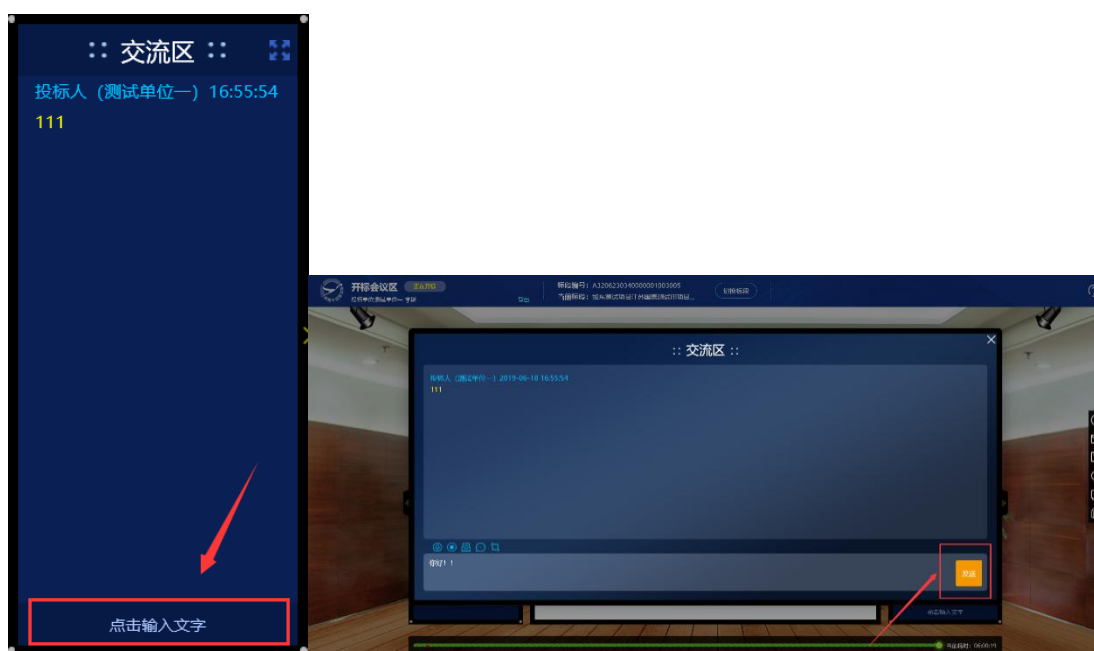 :: 交流区 ::
投标人 (测试单位一) 16:55:54
111
点击输入文字
开标会议区
标段编号: A3206230340000001003005
切换标段
:: 交流区 ::
投标人 (测试单位一) 2019-06-10 16:55:54
111
你好! !
发送
点击输入文字